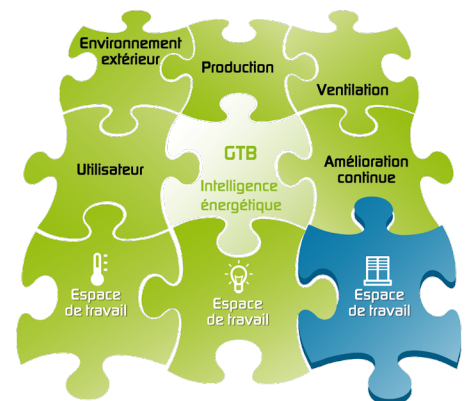 Environnement
extérieur
Production
Ventilation
Utilisateur
GTB
Intelligence
énergétique
Amélioration
continue
Espace
de travail
Espace
de travail
Espace
de travail